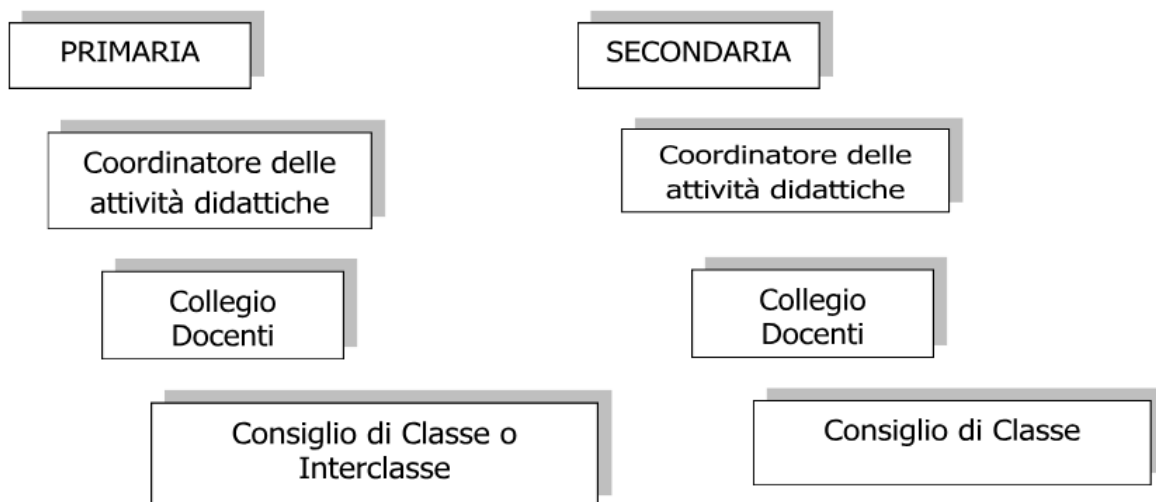 PRIMARIA
Coordinatore delle
attività didattiche
Collegio
Docenti
Consiglio di Classe o
Interclasse
SECONDARIA
Coordinatore delle
attività didattiche
Collegio
Docenti
Consiglio di Classe